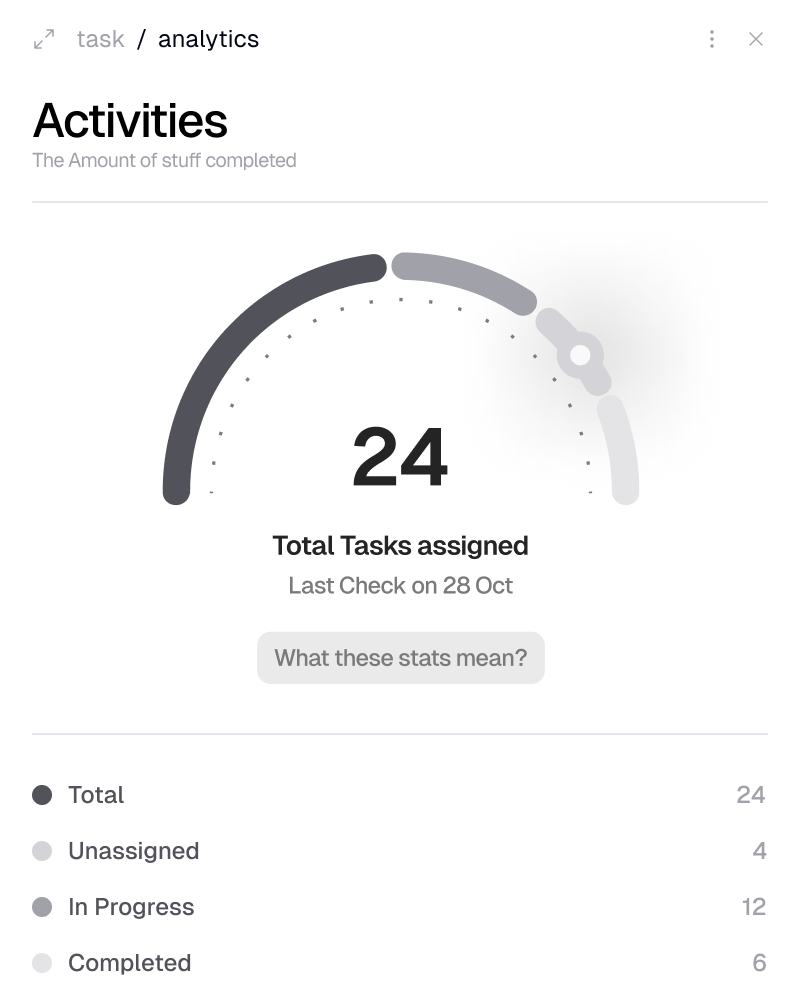 task / analytics
Activities
The Amount of stuff completed
24
Total Tasks assigned
Last Check on 28 Oct
What these stats mean?
Total 24
Unassigned 4
In Progress 12
Completed 6